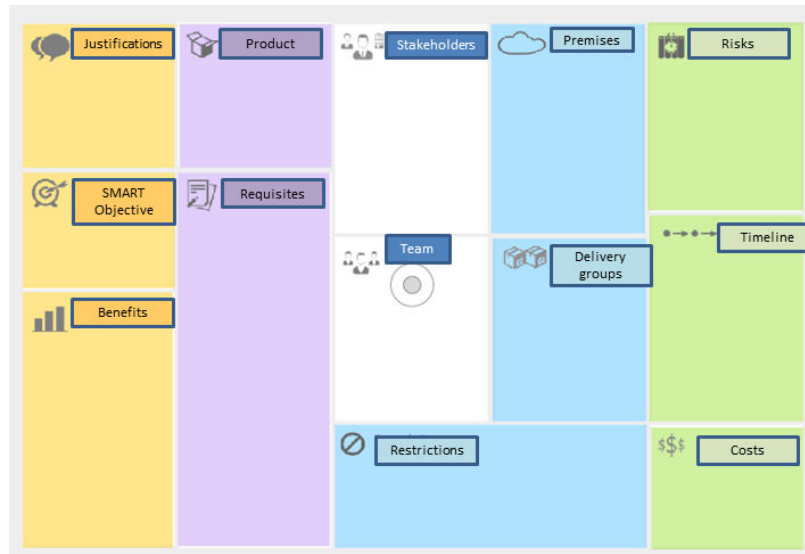 Justifications
Product
Stakeholders
Premises
Risks
SMART
Objective
Requisites
Team
Delivery
groups
Timeline
Benefits
Restrictions
$$$
Costs